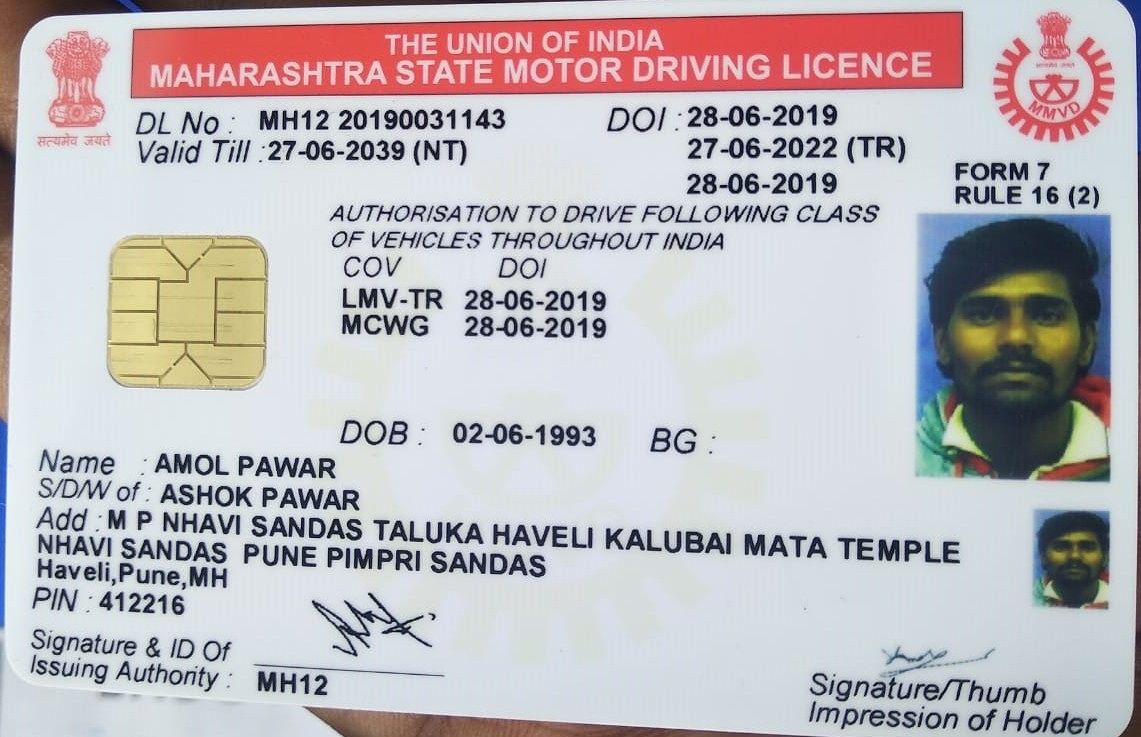 THE UNION OF INDIA
MAHARASHTRA STATE MOTOR DRIVING LICENCE
सत्यमेव जयते
सत्यमेव जयते
MMVD
DL No : MH12 20190031143 DOI : 28-06-2019
Valid Till : 27-06-2039 (NT) 27-06-2022 (TR)
28-06-2019
FORM 7
RULE 16 (2)
AUTHORISATION TO DRIVE FOLLOWING CLASS
OF VEHICLES THROUGHOUT INDIA
COV DOI
LMV-TR 28-06-2019
MCWG 28-06-2019
DOB : 02-06-1993 BG :
Name : AMOL PAWAR
S/D/W of : ASHOK PAWAR
Add : M P NHAVI SANDAS TALUKA HAVELI KALUBAI MATA TEMPLE
NHAVI SANDAS PUNE PIMPRI SANDAS
Haveli,Pune,MH
PIN : 412216
Signature & ID Of
Issuing Authority : MH12
Signature/Thumb
Impression of Holder